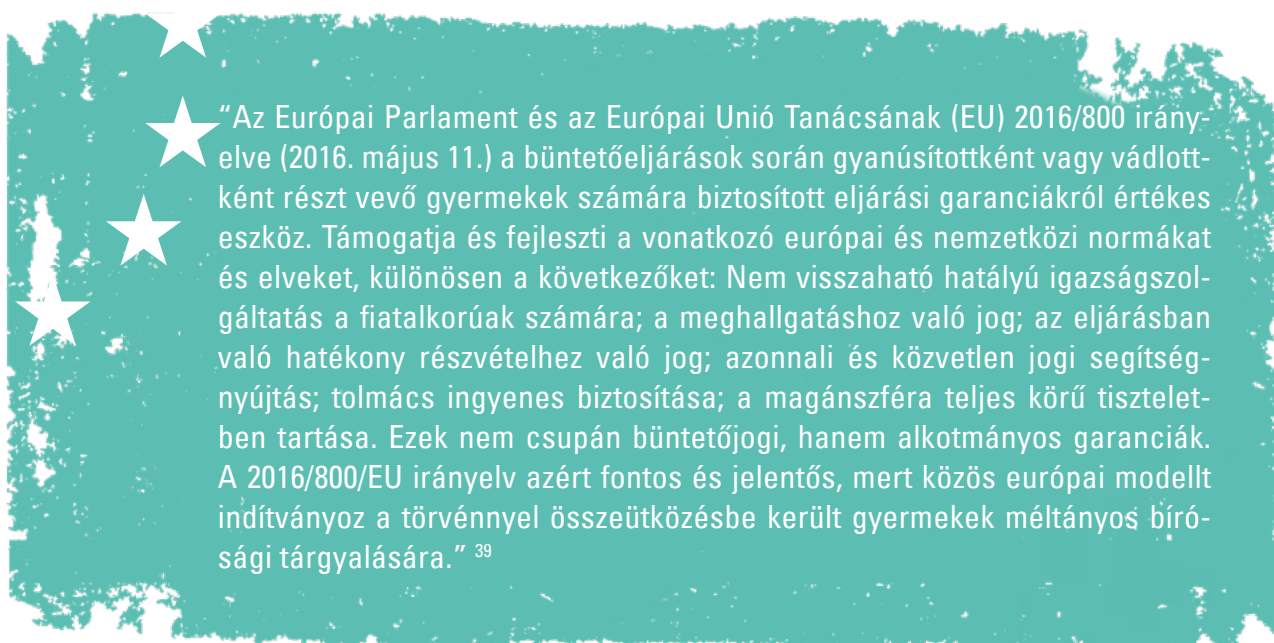 “Az Európai Parlament és az Európai Unió Tanácsának (EU) 2016/800 irány-
elve (2016. május 11.) a büntetőeljárások során gyanúsítottként vagy vádlott-
ként részt vevő gyermekek számára biztosított eljárási garanciákról értékes
eszköz. Támogatja és fejleszti a vonatkozó európai és nemzetközi normákat
és elveket, különösen a következőket: Nem visszaható hatályú igazságszol-
gáltatás a fiatalkorúak számára; a meghallgatáshoz való jog; az eljárásban
való hatékony részvételhez való jog; azonnali és közvetlen jogi segítség-
nyújtás; tolmács ingyenes biztosítása; a magánszféra teljes körű tisztelet-
ben tartása. Ezek nem csupán büntetőjogi, hanem alkotmányos garanciák.
A 2016/800/EU irányelv azért fontos és jelentős, mert közös európai modellt
indítványoz a törvénnyel összeütközésbe került gyermekek méltányos bíró-
sági tárgyalására.” 39